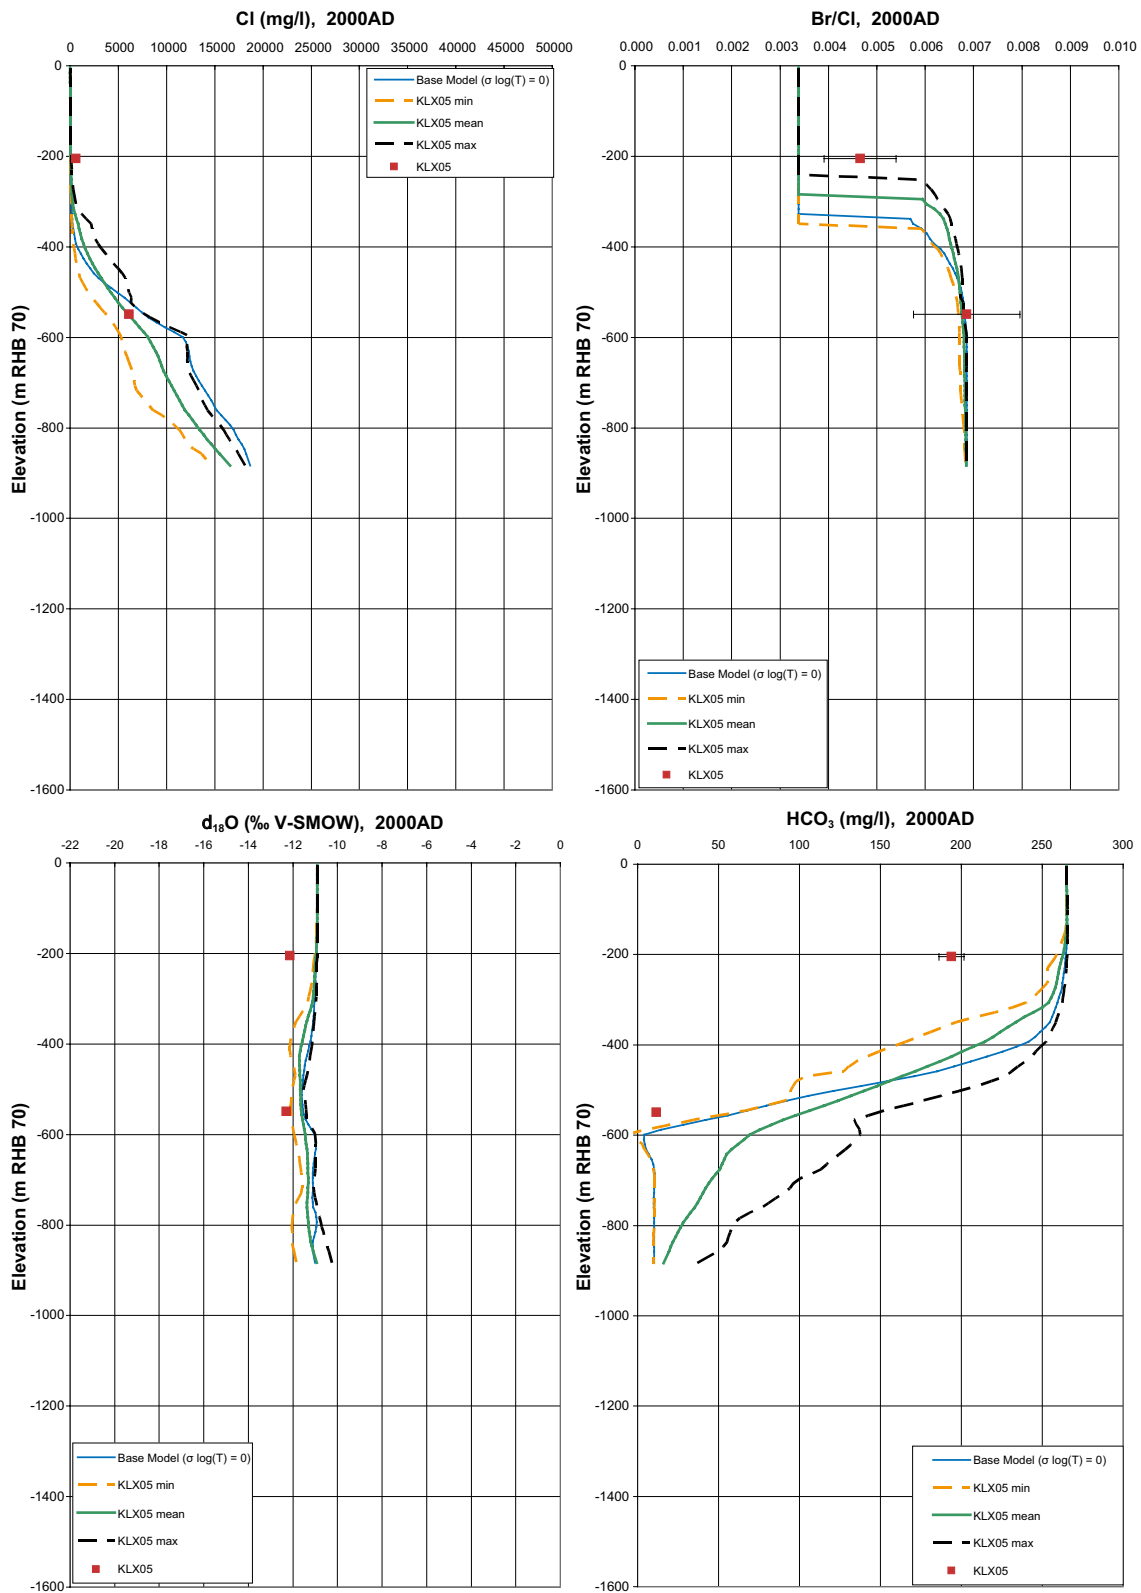 Cl (mg/l), 2000AD
0 5000 10000 15000 20000 25000 30000 35000 40000 45000 50000
0
-200
-400
-600
-800
-1000
-1200
-1400
-1600
Elevation (m RHB 70)
Base Model (σ log(T) = 0)
KLX05 min
KLX05 mean
KLX05 max
KLX05
Br/Cl, 2000AD
0.000 0.001 0.002 0.003 0.004 0.005 0.006 0.007 0.008 0.009 0.010
0
-200
-400
-600
-800
-1000
-1200
-1400
-1600
Elevation (m RHB 70)
Base Model (σ log(T) = 0)
KLX05 min
KLX05 mean
KLX05 max
KLX05
d₁₈O (‰ V-SMOW), 2000AD
-22 -20 -18 -16 -14 -12 -10 -8 -6 -4 -2 0
0
-200
-400
-600
-800
-1000
-1200
-1400
-1600
Elevation (m RHB 70)
Base Model (σ log(T) = 0)
KLX05 min
KLX05 mean
KLX05 max
KLX05
HCO₃ (mg/l), 2000AD
0 50 100 150 200 250 300
0
-200
-400
-600
-800
-1000
-1200
-1400
-1600
Elevation (m RHB 70)
Base Model (σ log(T) = 0)
KLX05 min
KLX05 mean
KLX05 max
KLX05